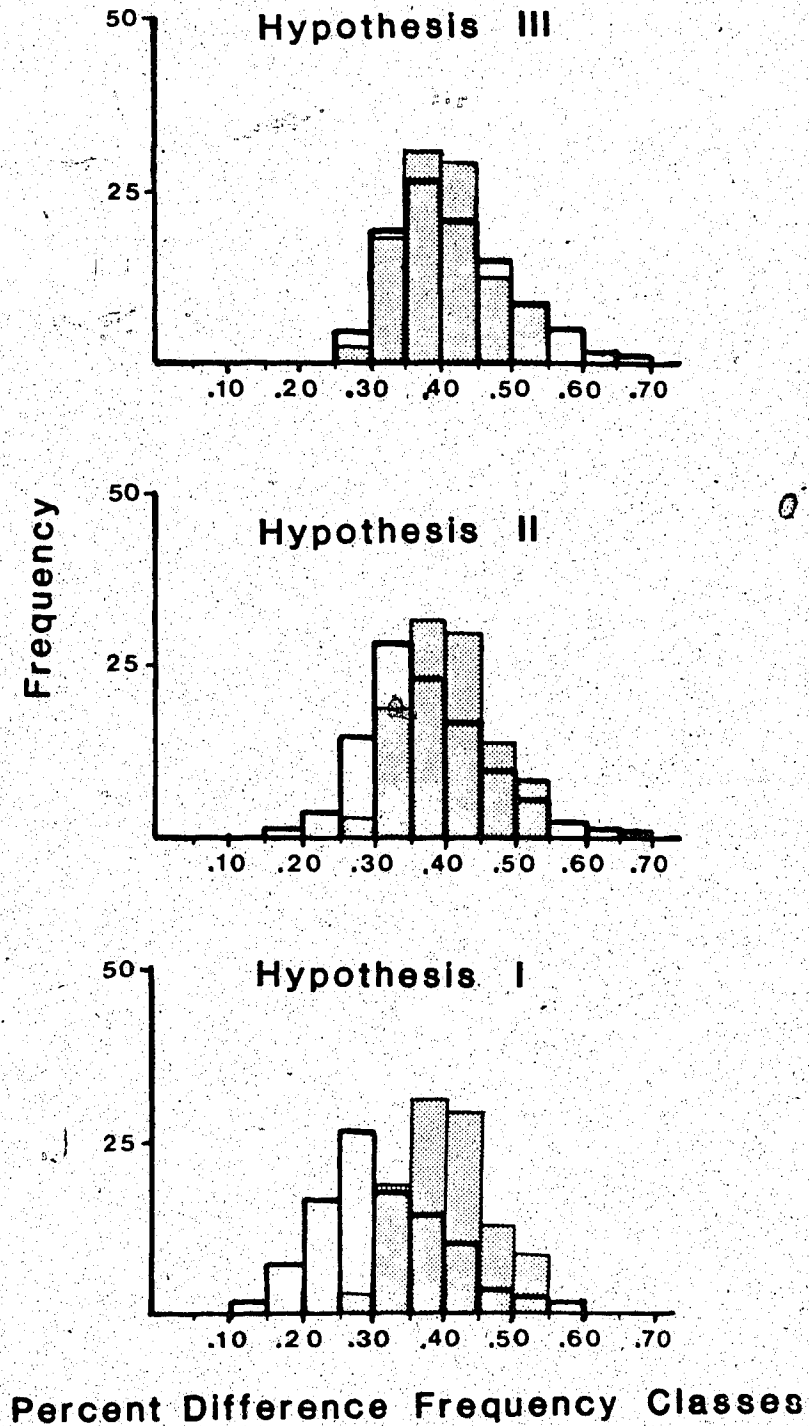 Hypothesis III
50
25
.10 .20 .30 .40 .50 .60 .70
Frequency
Hypothesis II
50
25
.10 .20 .30 .40 .50 .60 .70
Hypothesis I
50
25
.10 .20 .30 .40 .50 .60 .70
Percent Difference Frequency Classes